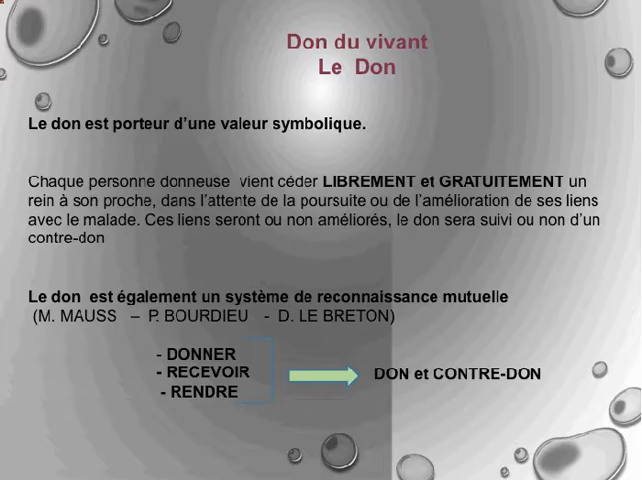 Don du vivant
Le Don
Le don est porteur d'une valeur symbolique.
Chaque personne donneuse vient céder LIBREMENT et GRATUITEMENT un
rein à son proche, dans l'attente de la poursuite ou de l'amélioration de ses liens
avec le malade. Ces liens seront ou non améliorés, le don sera suivi ou non d'un
contre-don
Le don est également un système de reconnaissance mutuelle
(M. MAUSS – P. BOURDIEU - D. LE BRETON)
- DONNER
- RECEVOIR
- RENDRE
DON et CONTRE-DON